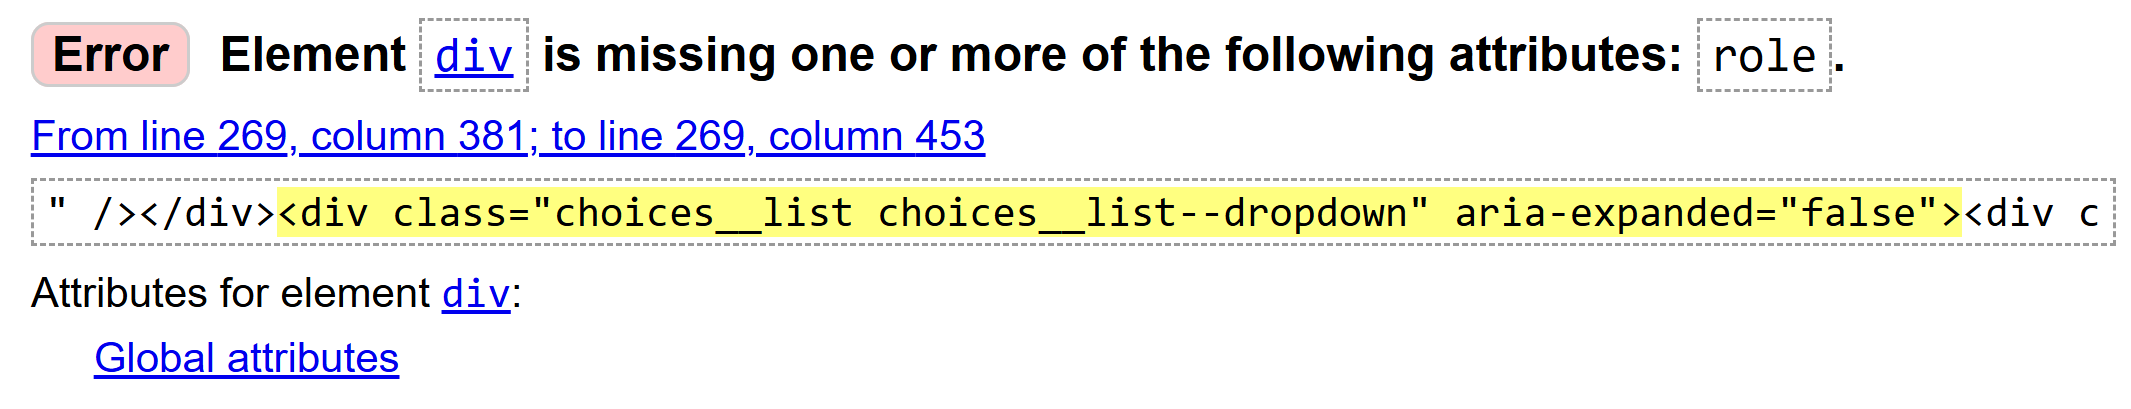 Error Element div is missing one or more of the following attributes: role.
From line 269, column 381; to line 269, column 453
" /></div><div class="choices__list choices__list--dropdown" aria-expanded="false"><div c
Attributes for element div:
Global attributes